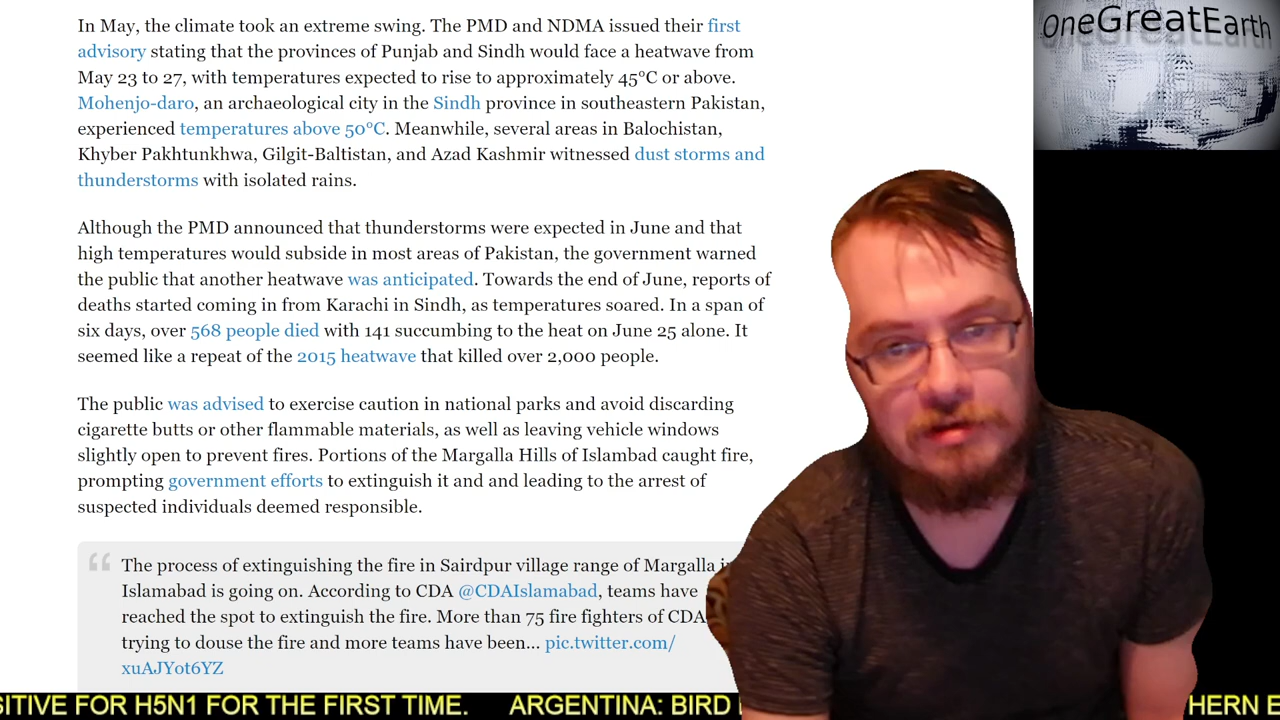 In May, the climate took an extreme swing. The PMD and NDMA issued their first
advisory stating that the provinces of Punjab and Sindh would face a heatwave from
May 23 to 27, with temperatures expected to rise to approximately 45°C or above.
Mohenjo-daro, an archaeological city in the Sindh province in southeastern Pakistan,
experienced temperatures above 50°C. Meanwhile, several areas in Balochistan,
Khyber Pakhtunkhwa, Gilgit-Baltistan, and Azad Kashmir witnessed dust storms and
thunderstorms with isolated rains.
Although the PMD announced that thunderstorms were expected in June and that
high temperatures would subside in most areas of Pakistan, the government warned
the public that another heatwave was anticipated. Towards the end of June, reports of
deaths started coming in from Karachi in Sindh, as temperatures soared. In a span of
six days, over 568 people died with 141 succumbing to the heat on June 25 alone. It
seemed like a repeat of the 2015 heatwave that killed over 2,000 people.
The public was advised to exercise caution in national parks and avoid discarding
cigarette butts or other flammable materials, as well as leaving vehicle windows
slightly open to prevent fires. Portions of the Margalla Hills of Islambad caught fire,
prompting government efforts to extinguish it and and leading to the arrest of
suspected individuals deemed responsible.
“
The process of extinguishing the fire in Sairdpur village range of Margalla
Islamabad is going on. According to CDA @CDAIslamabad, teams have
reached the spot to extinguish the fire. More than 75 fire fighters of CDA
trying to douse the fire and more teams have been... pic.twitter.com/
xuAJYot6YZ
OneGreatEarth
SITIVE FOR H5N1 FOR THE FIRST TIME. ARGENTINA: BIRD HERN E